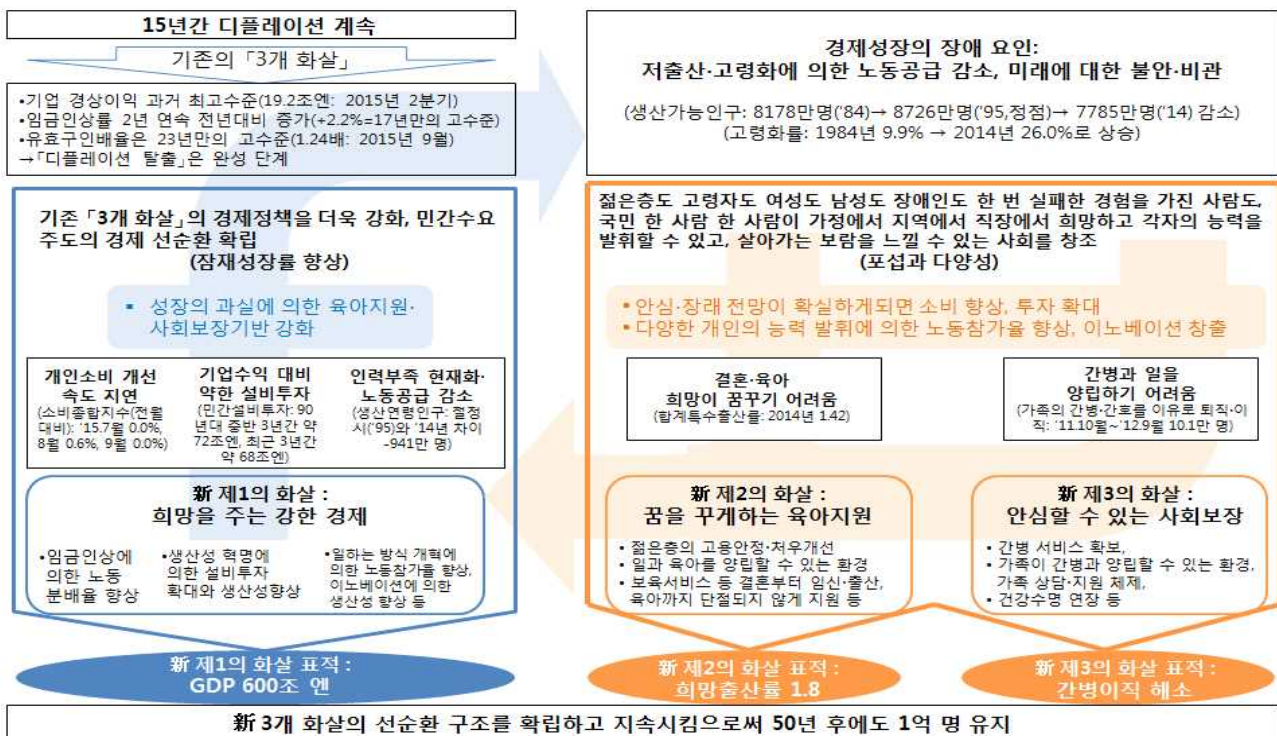 15년간 디플레이션 계속
기존의「3개 화살」
•기업 경상이익 과거 최고수준(19.2조엔: 2015년 2분기)
•임금인상률 2년 연속 전년대비 증가(+2.2%=17년만의 고수준)
•유효구인배율은 23년만의 고수준(1.24배: 2015년 9월)
→「디플레이션 탈출」은 완성 단계
경제성장의 장애 요인:
저출산·고령화에 의한 노동공급 감소, 미래에 대한 불안·비관
(생산가능인구: 8178만명('84)→ 8726만명('95,정점)→ 7785만명('14) 감소)
(고령화률: 1984년 9.9% → 2014년 26.0%로 상승)
기존「3개 화살」의 경제정책을 더욱 강화, 민간수요
주도의 경제 선순환 확립
(잠재성장률 향상)
▪ 성장의 과실에 의한 육아지원·
사회보장기반 강화
개인소비 개선
속도 지연
(소비종합지수(전월
대비): '15.7월 0.0%,
8월 0.6%, 9월 0.0%)
기업수익 대비
약한 설비투자
(민간설비투자: 90
년대 중반 3년간 약
72조엔, 최근 3년간
약 68조엔)
인력부족 현재화·
노동공급 감소
(생산연령인구: 절정
시('95)와 '14년 차이
-941만 명)
新 제1의 화살 :
희망을 주는 강한 경제
•임금인상에
의한 노동
분배율 향상
•생산성 혁명에
의한 설비투자
확대와 생산성향상
•일하는 방식 개혁에
의한 노동참가율 향상,
이노베이션에 의한
생산성 향상 등
新 제1의 화살 표적 :
GDP 600조 엔
젊은층도 고령자도 여성도 남성도 장애인도 한 번 실패한 경험을 가진 사람도,
국민 한 사람 한 사람이 가정에서 지역에서 직장에서 희망하고 각자의 능력을
발휘할 수 있고, 살아가는 보람을 느낄 수 있는 사회를 창조
(포섭과 다양성)
•안심·장래 전망이 확실하게되면 소비 향상, 투자 확대
•다양한 개인의 능력 발휘에 의한 노동참가율 향상, 이노베이션 창출
결혼·육아
희망이 꿈꾸기 어려움
(합계특수출산률: 2014년 1.42)
간병과 일을
양립하기 어려움
(가족의 간병·간호를 이유로 퇴직·이
직: '11.10월~'12.9월 10.1만 명)
新 제2의 화살 :
꿈을 꾸게하는 육아지원
• 젊은층의 고용안정·처우개선
• 일과 육아를 양립할 수 있는 환경
• 보육서비스 등 결혼부터 임신·출산,
육아까지 단절되지 않게 지원 등
新 제3의 화살 :
안심할 수 있는 사회보장
• 간병 서비스 확보,
• 가족이 간병과 양립할 수 있는 환경,
가족 상담·지원 체제,
• 건강수명 연장 등
新 제2의 화살 표적 :
희망출산률 1.8
新 제3의 화살 표적 :
간병이직 해소
新 3개 화살의 선순환 구조를 확립하고 지속시킴으로써 50년 후에도 1억 명 유지